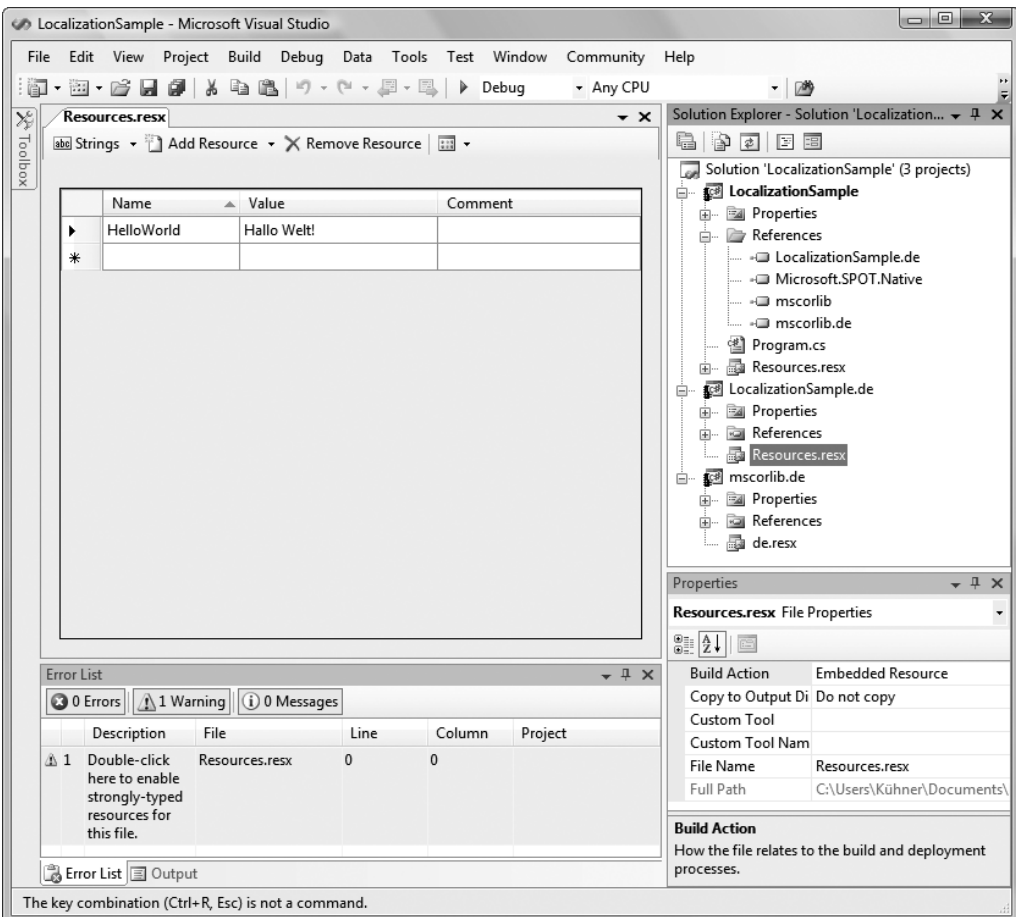 LocalizationSample - Microsoft Visual Studio
File Edit View Project Build Debug Data Tools Test Window Community Help
Debug Any CPU
Toolbox
Resources.resx
abc Strings Add Resource Remove Resource
Name Value Comment
HelloWorld Hallo Welt!
Solution Explorer - Solution 'Localization...
Solution 'LocalizationSample' (3 projects)
LocalizationSample
Properties
References
LocalizationSample.de
Microsoft.SPOT.Native
mscorlib
mscorlib.de
Program.cs
Resources.resx
LocalizationSample.de
Properties
References
Resources.resx
mscorlib.de
Properties
References
de.resx
Properties
Resources.resx File Properties
Build Action Embedded Resource
Copy to Output Di Do not copy
Custom Tool
Custom Tool Nam
File Name Resources.resx
Full Path C:\Users\Kühner\Documents\
Build Action
How the file relates to the build and deployment
processes.
Error List
0 Errors 1 Warning 0 Messages
Description File Line Column Project
1 Double-click Resources.resx 0 0
here to enable
strongly-typed
resources for
this file.
Error List Output
The key combination (Ctrl+R, Esc) is not a command.